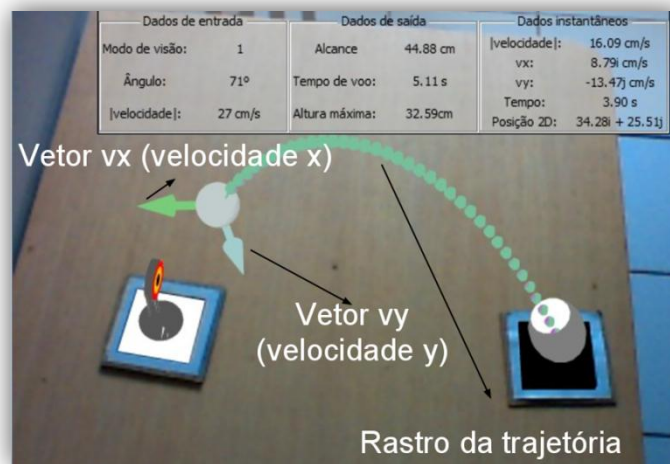 Dados de entrada
Modo de visão: 1
Ângulo: 71º
|velocidade|: 27 cm/s
Dados de saída
Alcance 44.88 cm
Tempo de voo: 5.11 s
Altura máxima: 32.59cm
Dados instantâneos
|velocidade|: 16.09 cm/s
vx: 8.79i cm/s
vy: -13.47j cm/s
Tempo: 3.90 s
Posição 2D: 34.28i + 25.51j
Vetor vx (velocidade x)
Vetor vy
(velocidade y)
Rastro da trajetória